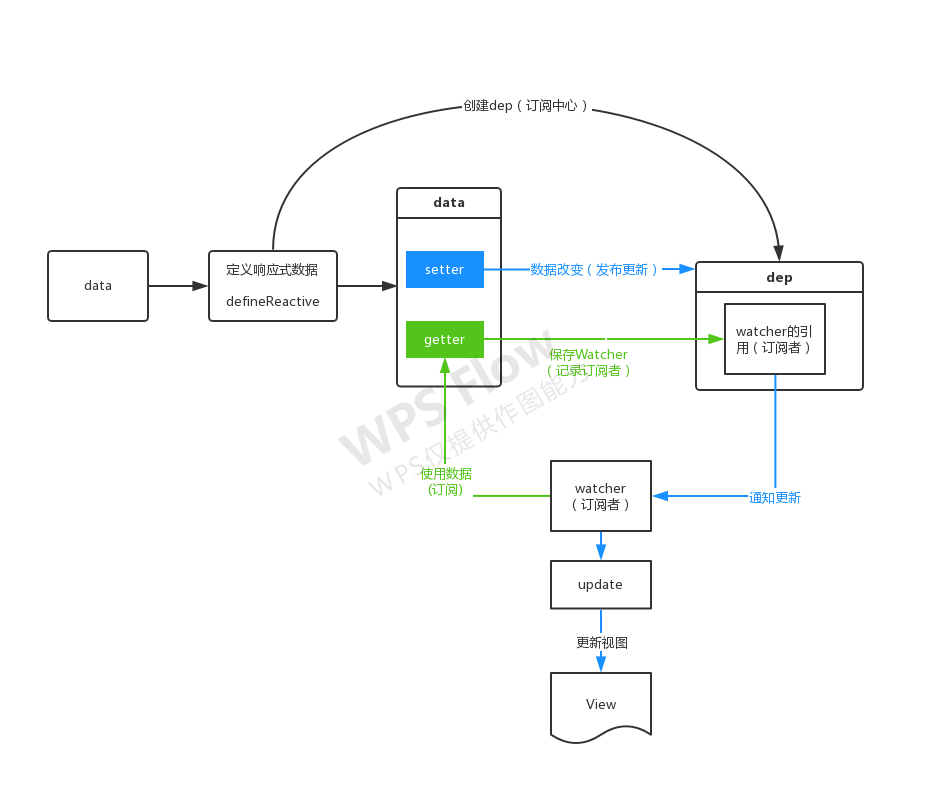 创建dep（订阅中心）
data
data
定义响应式数据
defineReactive
setter
数据改变（发布更新）
dep
getter
保存Watcher
（记录订阅者）
watcher的引
用（订阅者）
WPS Flow
WPS仅提供作图能力
使用数据
(订阅)
watcher
（订阅者）
通知更新
update
更新视图
View